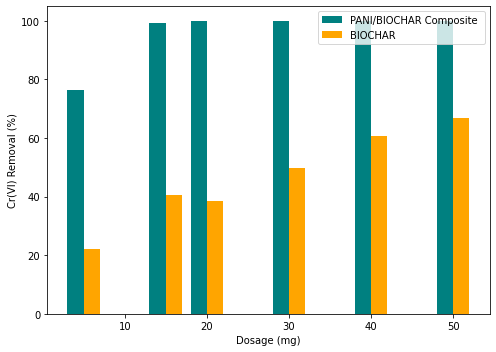 PANI/BIOCHAR Composite
BIOCHAR
100
80
60
40
20
0
Cr(VI) Removal (%)
10 20 30 40 50
Dosage (mg)